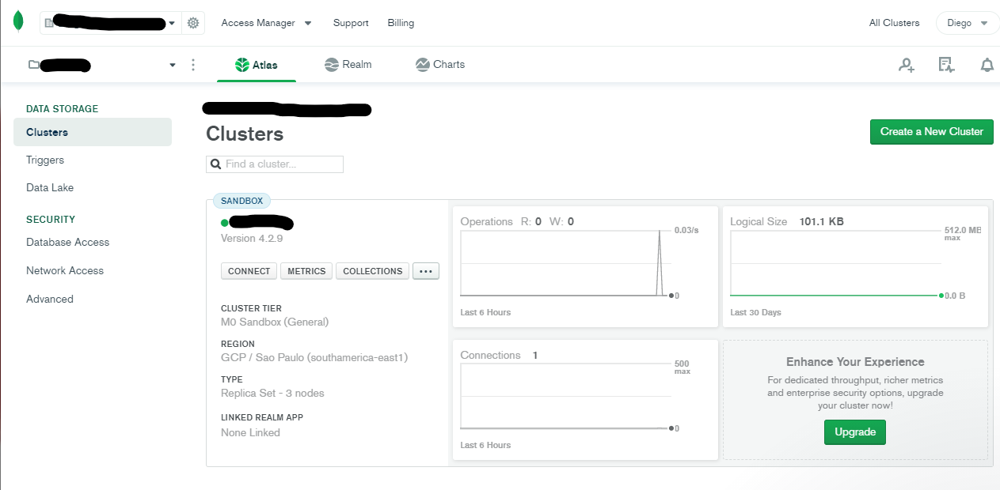 Access Manager
Support
Billing
All Clusters
Diego
Atlas
Realm
Charts
DATA STORAGE
Clusters
Triggers
Data Lake
SECURITY
Database Access
Network Access
Advanced
Clusters
Create a New Cluster
Find a cluster...
SANDBOX
Version 4.2.9
CONNECT
METRICS
COLLECTIONS
...
CLUSTER TIER
M0 Sandbox (General)
REGION
GCP / Sao Paulo (southamerica-east1)
TYPE
Replica Set - 3 nodes
LINKED REALM APP
None Linked
Operations R: 0 W: 0
0.03/s
0
Last 6 Hours
Logical Size 101.1 KB
512.0 MB
max
0.0 B
Last 30 Days
Connections 1
500
max
0
Last 6 Hours
Enhance Your Experience
For dedicated throughput, richer metrics
and enterprise security options, upgrade
your cluster now!
Upgrade